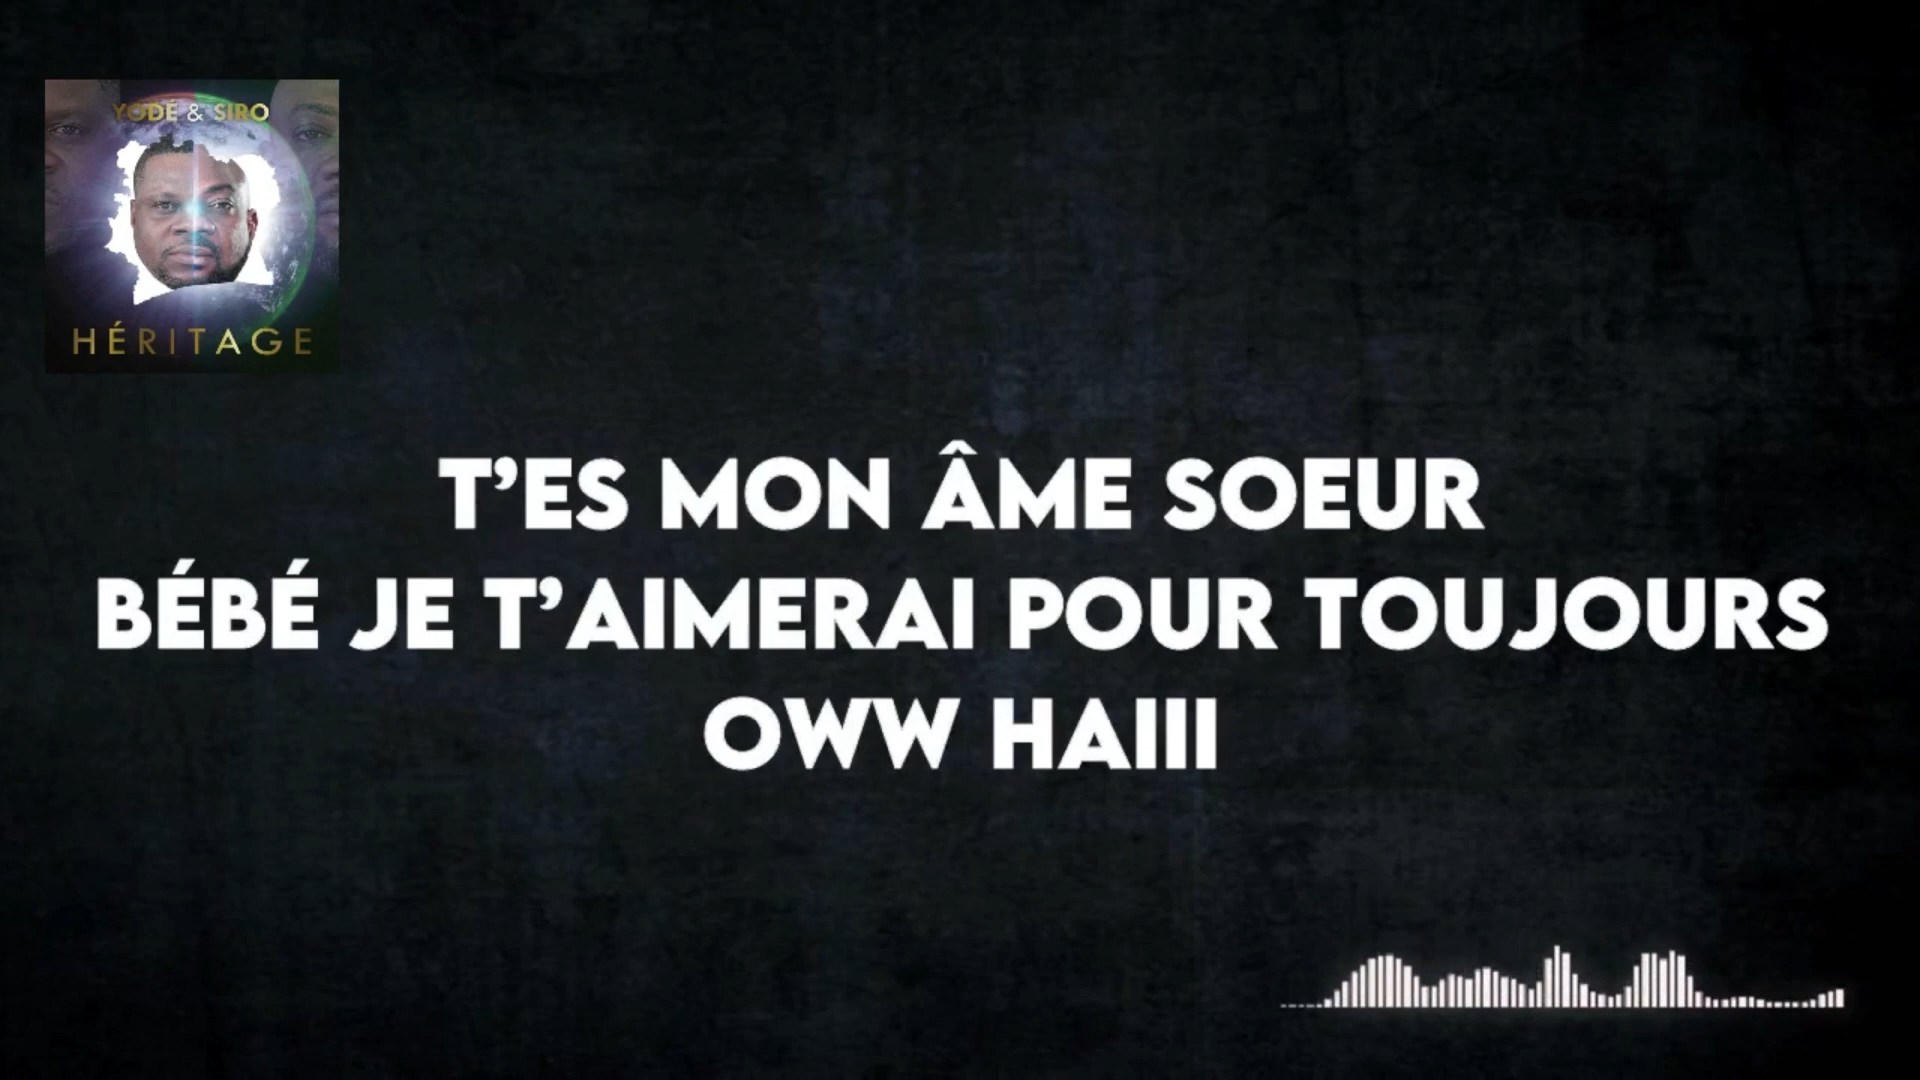 YODÉ & SIRO
HÉRITAGE
T’ES MON ÂME SOEUR
BÉBÉ JE T’AIMERAI POUR TOUJOURS
OWW HAIII